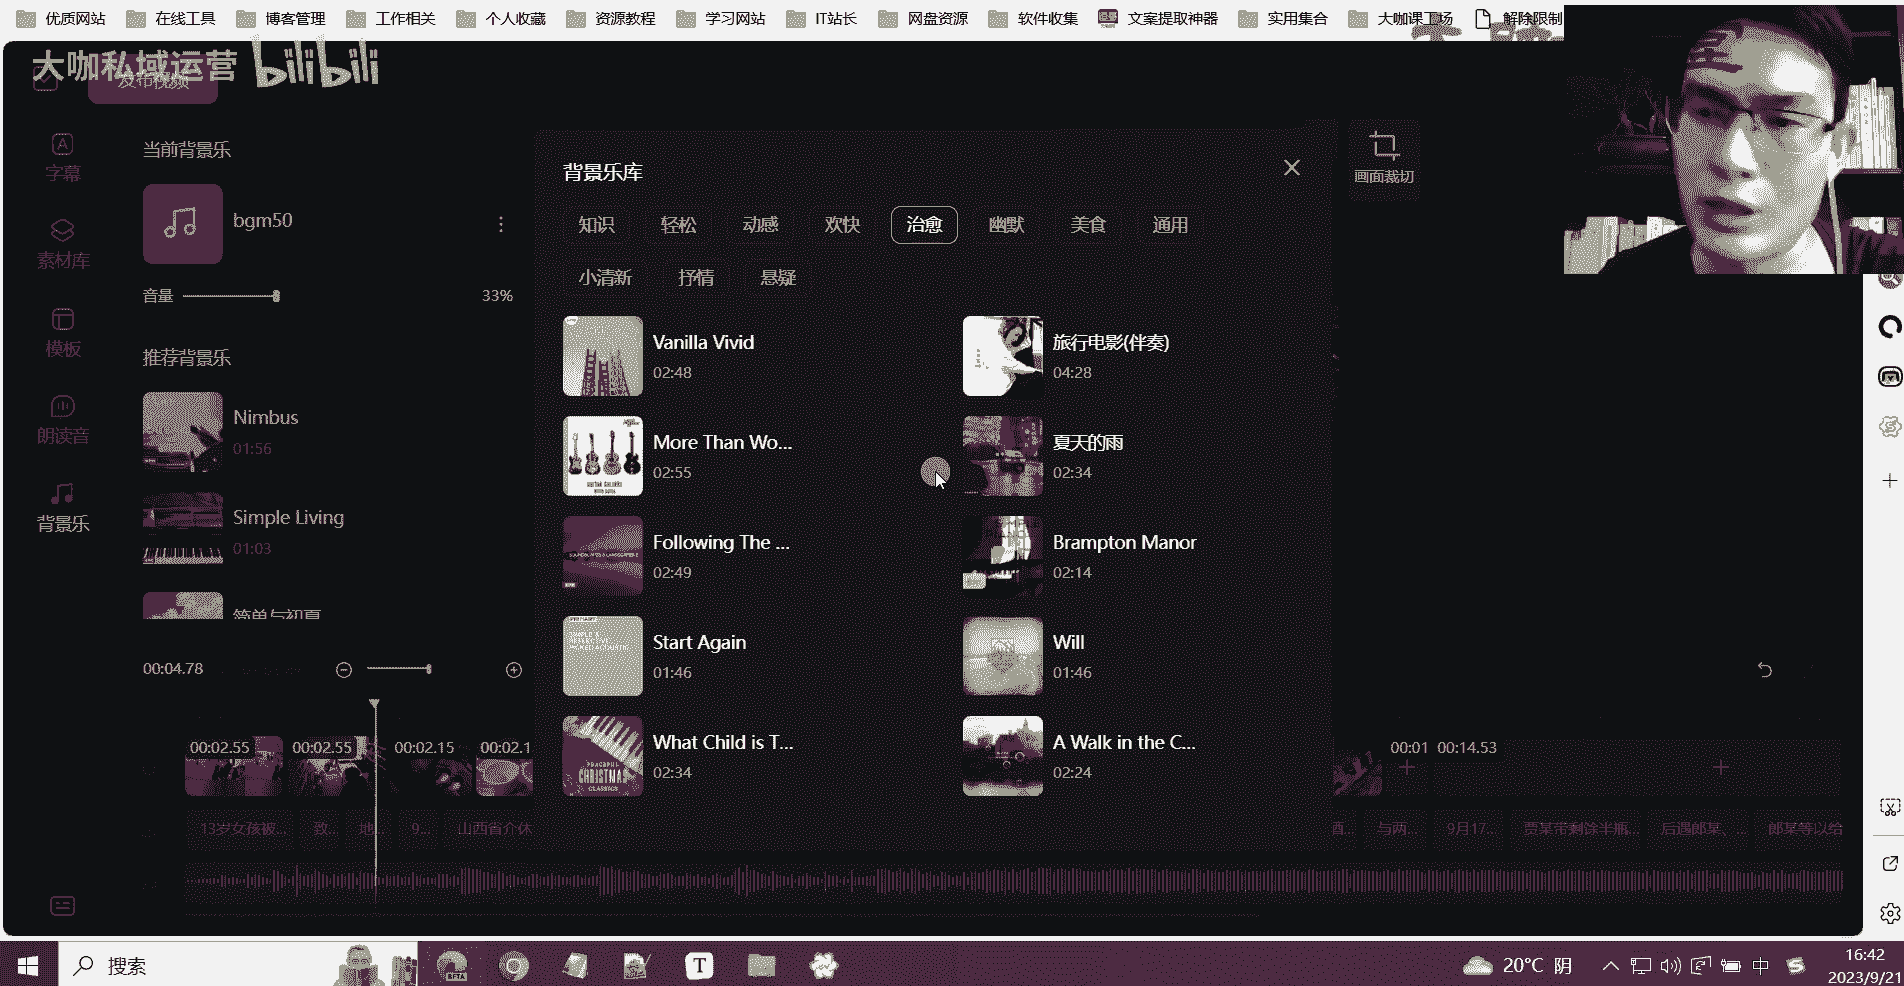 优质网站 在线工具 博客管理 工作相关 个人收藏 资源教程 学习网站 IT站长 网盘资源 软件收集 文案提取神器 实用集合 大咖课工场 解除限制
大咖私域运营 bilibili
发布视频
字幕
素材库
模板
朗读音
背景乐
当前背景乐
bgm50
音量 33%
推荐背景乐
Nimbus
01:56
Simple Living
01:03
简单与初夏
背景乐库
知识 轻松 动感 欢快 治愈 幽默 美食 通用
小清新 抒情 悬疑
Vanilla Vivid
02:48
旅行电影(伴奏)
04:28
More Than Wo...
02:55
夏天的雨
02:34
Following The ...
02:49
Brampton Manor
02:14
Start Again
01:46
Will
01:46
What Child is T...
02:34
A Walk in the C...
02:24
CHRISTMAS
CLASSICS
画面裁切
00:04.78
00:02.55 00:02.55 00:02.15 00:02.1 00:01 00:14.53
13岁女孩被... 致... 地... 9... 山西省介休 酒... 与两... 9月17... 贾某带剩余半瓶... 后遇郎某、... 郎某等以给
搜索
BETA
T
20°C 阴
中
16:42
2023/9/21